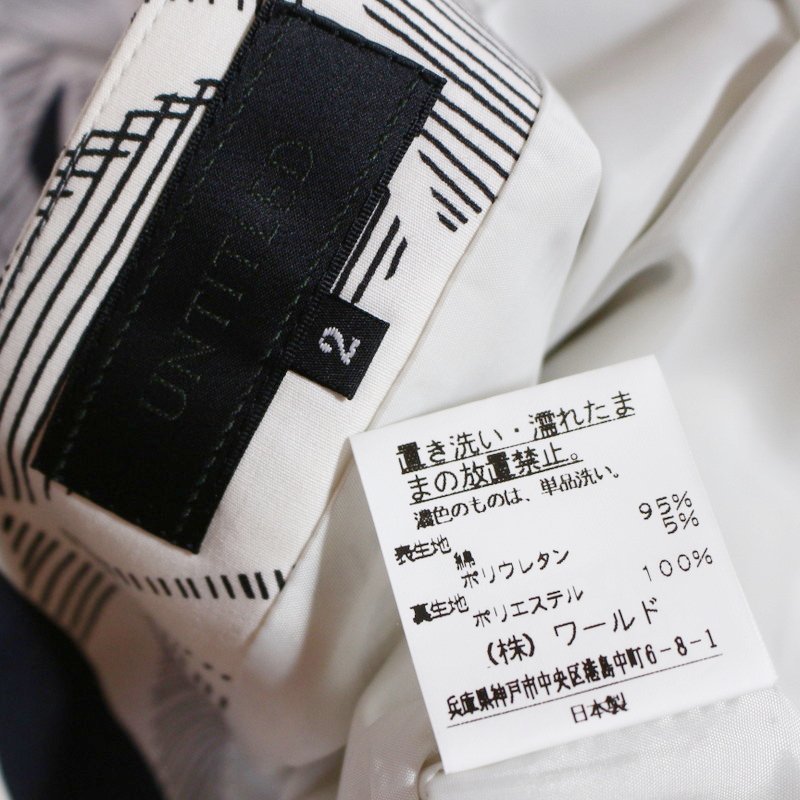 UNTITLED
2
置き洗い・濡れたま
まの放置禁止。
濃色のものは、単品洗い。
表生地 綿 95%
ポリウレタン 5%
裏生地 ポリエステル 100%
(株) ワールド
兵庫県神戸市中央区港島中町6-8-1
日本製